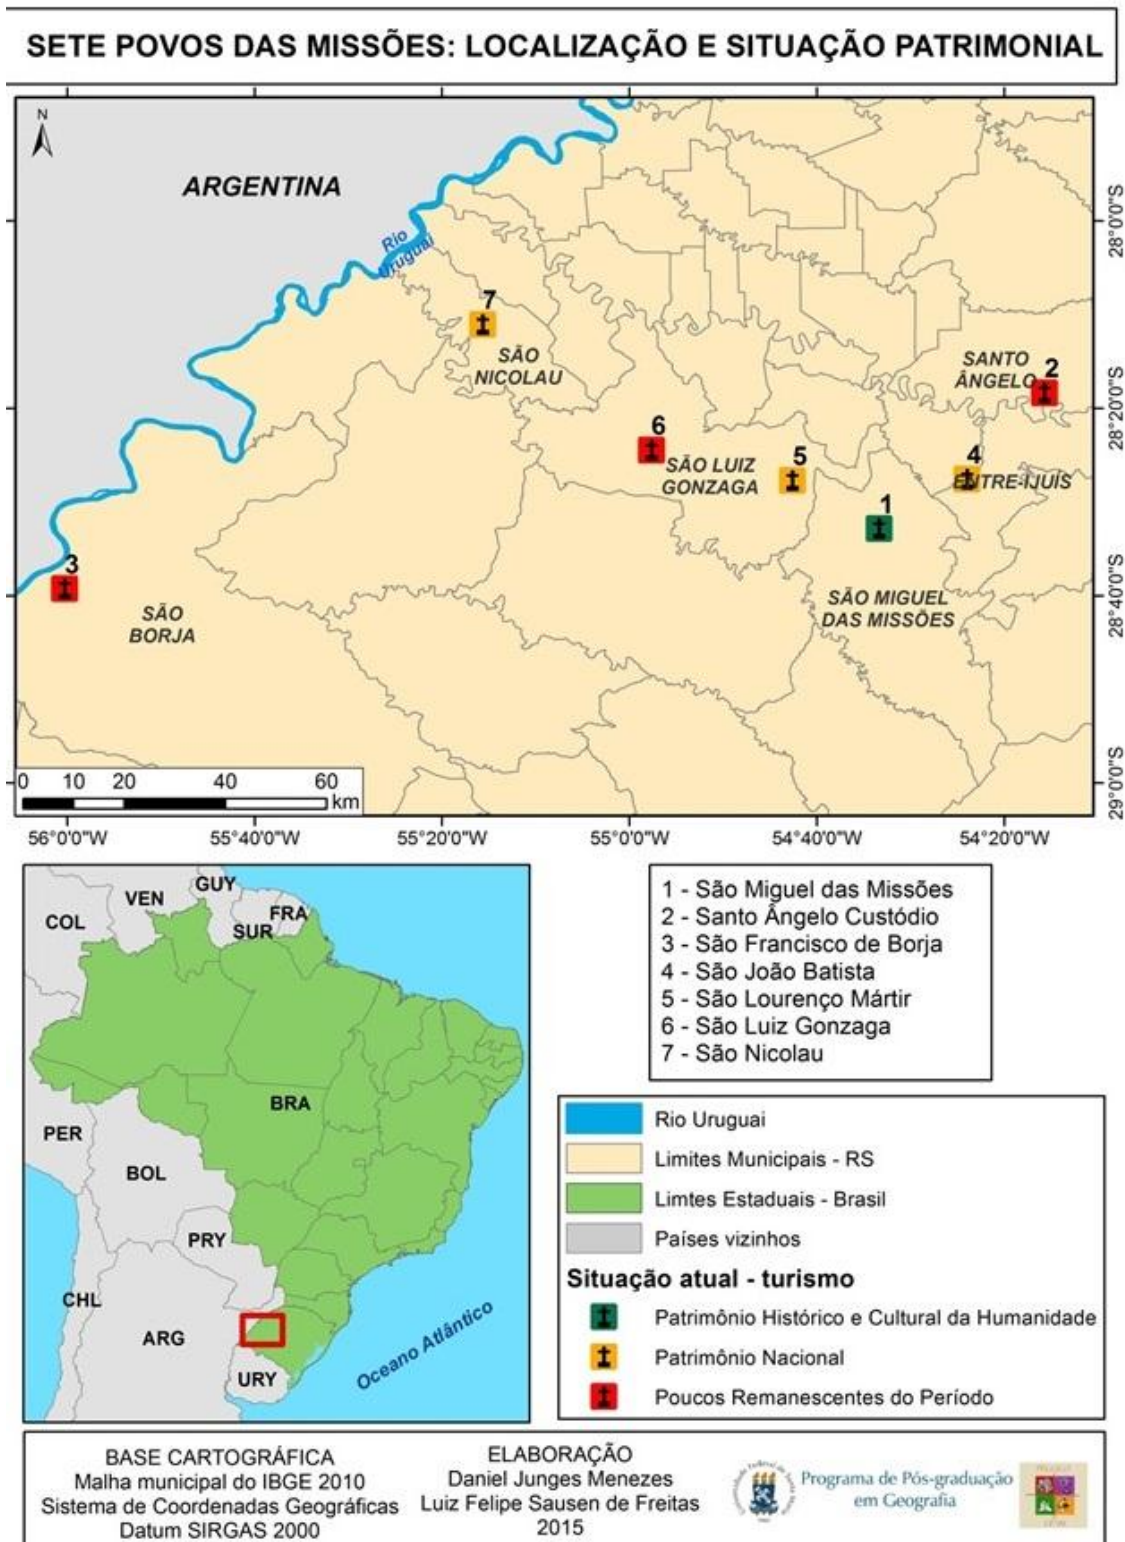 SETE POVOS DAS MISSÕES: LOCALIZAÇÃO E SITUAÇÃO PATRIMONIAL
N
ARGENTINA
Rio
Uruguai
7
SÃO
NICOLAU
SANTO
ÂNGELO
2
6
SÃO LUIZ
GONZAGA
5
4
ENTRE-IJUÍS
1
3
SÃO
BORJA
SÃO MIGUEL
DAS MISSÕES
28°0'0"S
28°20'0"S
28°40'0"S
29°0'0"S
0 10 20 40 60
km
56°0'0"W 55°40'0"W 55°20'0"W 55°0'0"W 54°40'0"W 54°20'0"W
GUY
VEN
COL
FRA
SUR
BRA
PER
BOL
PRY
CHL
ARG
URY
Oceano Atlântico
1 - São Miguel das Missões
2 - Santo Ângelo Custódio
3 - São Francisco de Borja
4 - São João Batista
5 - São Lourenço Mártir
6 - São Luiz Gonzaga
7 - São Nicolau
Rio Uruguai
Limites Municipais - RS
Limtes Estaduais - Brasil
Países vizinhos
Situação atual - turismo
Patrimônio Histórico e Cultural da Humanidade
Patrimônio Nacional
Poucos Remanescentes do Período
BASE CARTOGRÁFICA
Malha municipal do IBGE 2010
Sistema de Coordenadas Geográficas
Datum SIRGAS 2000
ELABORAÇÃO
Daniel Junges Menezes
Luiz Felipe Sausen de Freitas
2015
Programa de Pós-graduação
em Geografia